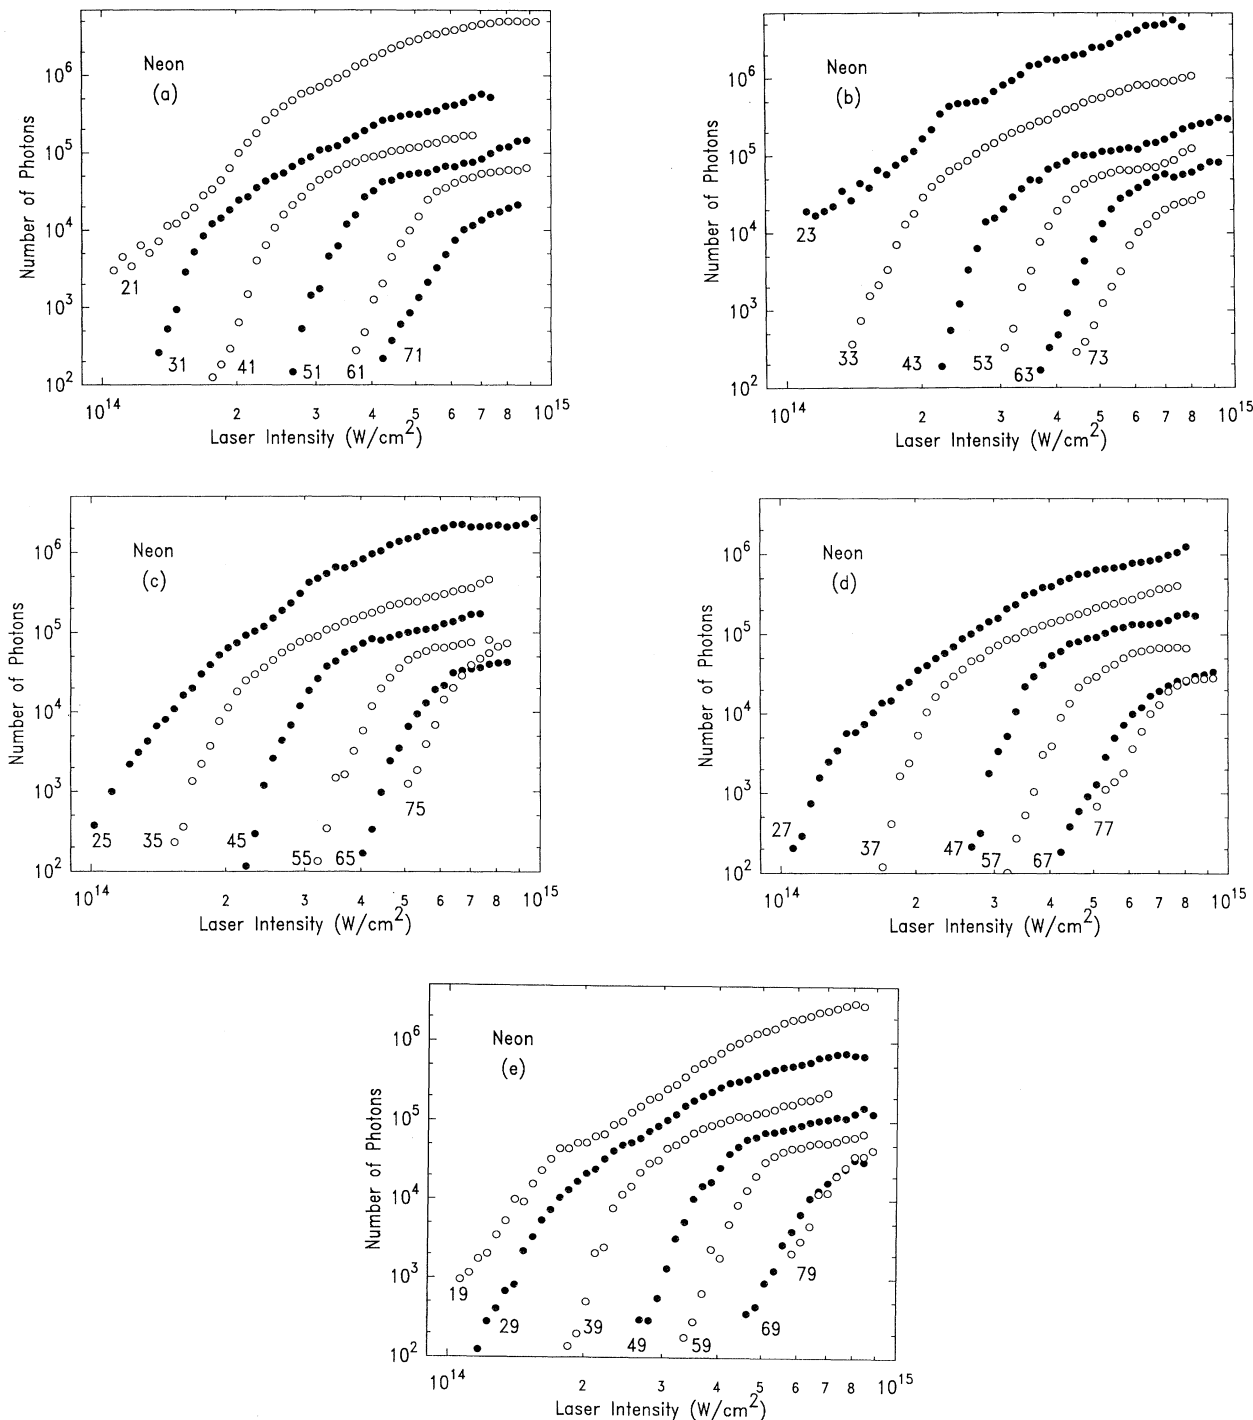 Neon
(a)
Number of Photons
10^6
10^5
10^4
10^3
10^2
21
31
41
51
61
71
10^14 2 3 4 5 6 7 8 10^15
Laser Intensity (W/cm^2)
Neon
(b)
Number of Photons
10^6
10^5
10^4
10^3
10^2
23
33
43
53
63
73
10^14 2 3 4 5 6 7 8 10^15
Laser Intensity (W/cm^2)
Neon
(c)
Number of Photons
10^6
10^5
10^4
10^3
10^2
25
35
45
55
65
75
10^14 2 3 4 5 6 7 8 10^15
Laser Intensity (W/cm^2)
Neon
(d)
Number of Photons
10^6
10^5
10^4
10^3
10^2
27
37
47
57
67
77
10^14 2 3 4 5 6 7 8 10^15
Laser Intensity (W/cm^2)
Neon
(e)
Number of Photons
10^6
10^5
10^4
10^3
10^2
19
29
39
49
59
69
79
10^14 2 3 4 5 6 7 8 10^15
Laser Intensity (W/cm^2)